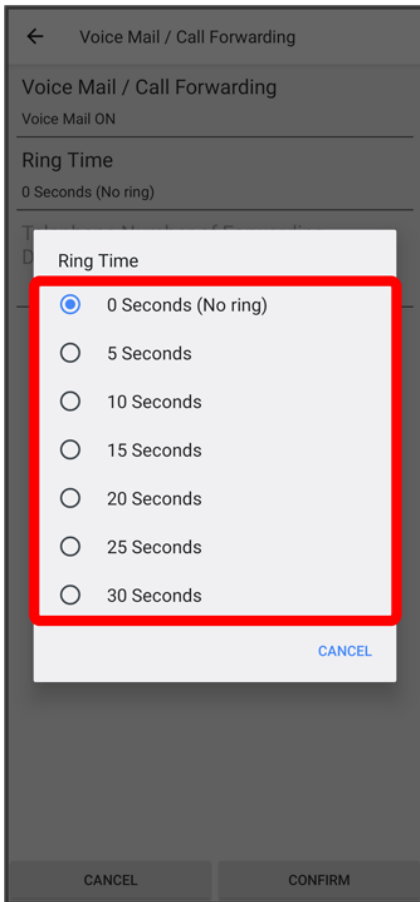 Voice Mail / Call Forwarding
Voice Mail / Call Forwarding
Voice Mail ON
Ring Time
0 Seconds (No ring)
Ring Time
0 Seconds (No ring)
5 Seconds
10 Seconds
15 Seconds
20 Seconds
25 Seconds
30 Seconds
CANCEL
CANCEL
CONFIRM